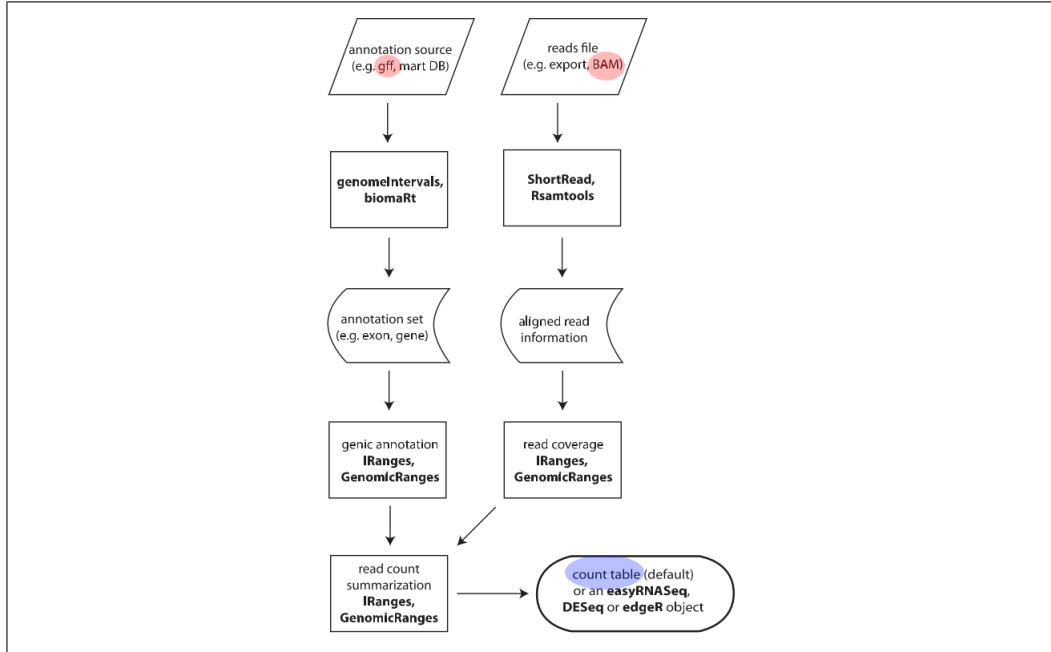 annotation source
(e.g. gff, mart DB)
reads file
(e.g. export, BAM)
genomeIntervals,
biomaRt
ShortRead,
Rsamtools
annotation set
(e.g. exon, gene)
aligned read
information
genic annotation
IRanges,
GenomicRanges
read coverage
IRanges,
GenomicRanges
read count
summarization
IRanges,
GenomicRanges
count table (default)
or an easyRNASeq,
DESeq or edgeR object